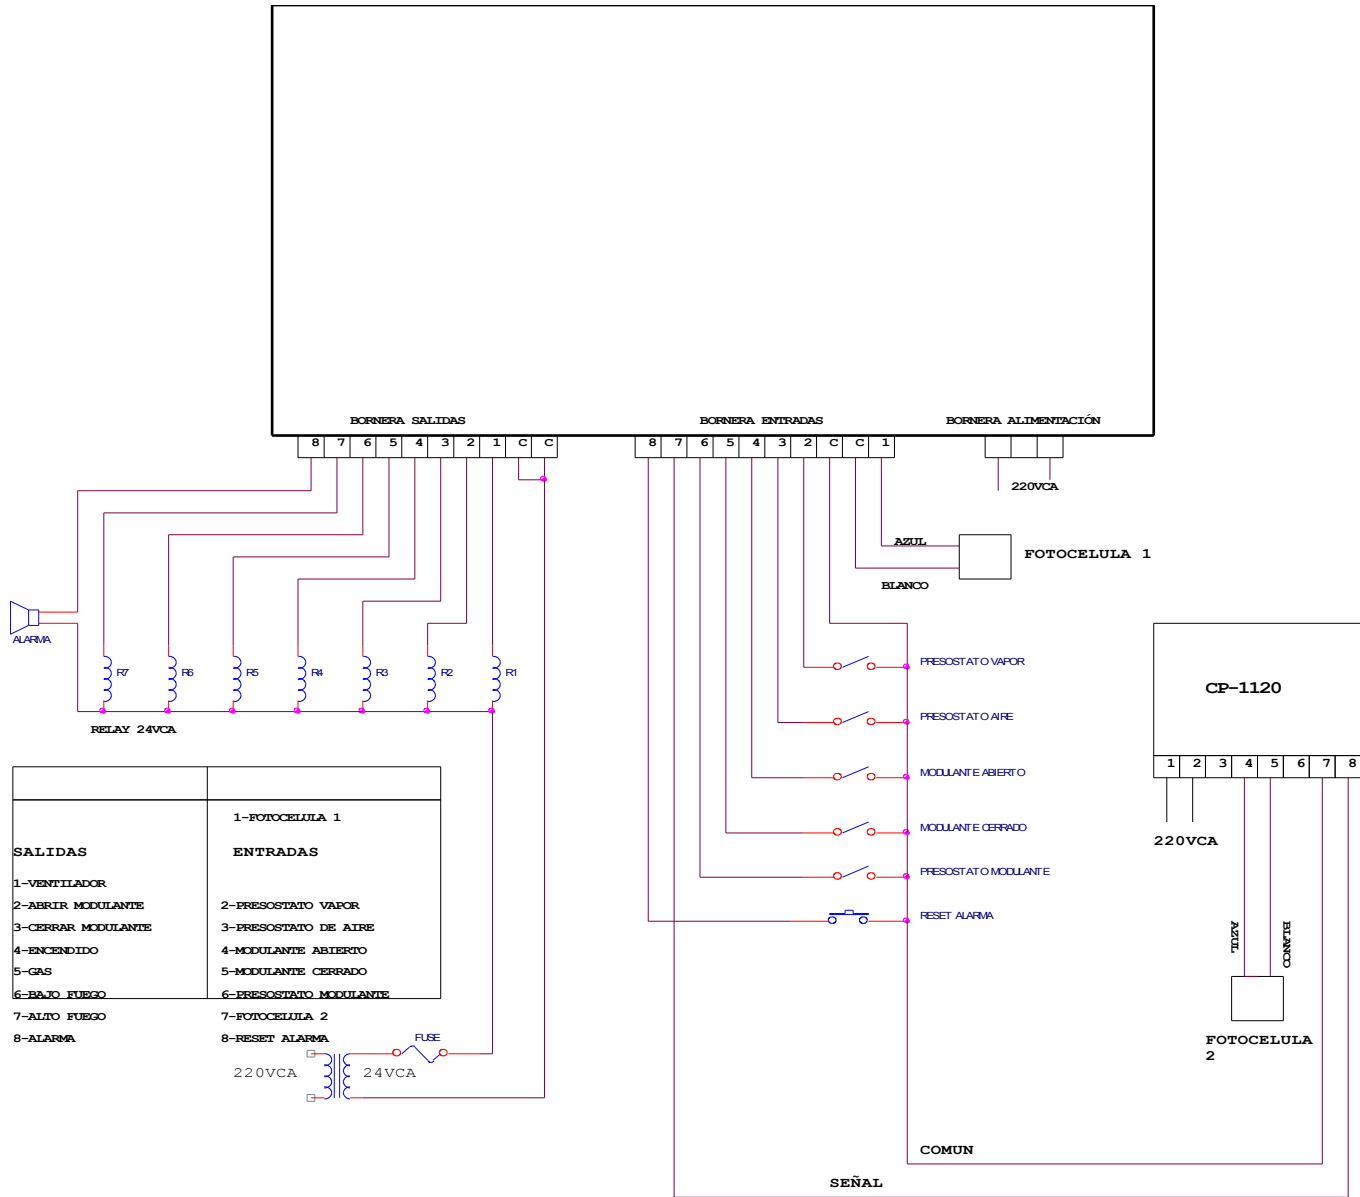 BORNERA SALIDAS
BORNERA ENTRADAS
BORNERA ALIMENTACIÓN
8 7 6 5 4 3 2 1 C C
8 7 6 5 4 3 2 C C 1
220VCA
AZUL
FOTOCELULA 1
BLANCO
ALARMA
R7 R6 R5 R4 R3 R2 R1
RELAY 24VCA
PRESOSTATO VAPOR
PRESOSTATO AIRE
MODULANTE ABIERTO
MODULANTE CERRADO
PRESOSTATO MODULANTE
RESET ALARMA
CP-1120
1 2 3 4 5 6 7 8
220VCA
AZUL
BLANCO
FOTOCELULA
2
1-FOTOCELULA 1
SALIDAS
ENTRADAS
1-VENTILADOR
2-ABRIR MODULANTE
2-PRESOSTATO VAPOR
3-CERRAR MODULANTE
3-PRESOSTATO DE AIRE
4-ENCENDIDO
4-MODULANTE ABIERTO
5-GAS
5-MODULANTE CERRADO
6-BAJO FUEGO
6-PRESOSTATO MODULANTE
7-ALTO FUEGO
7-FOTOCELULA 2
8-ALARMA
8-RESET ALARMA
FUSE
220VCA
24VCA
COMUN
SEÑAL